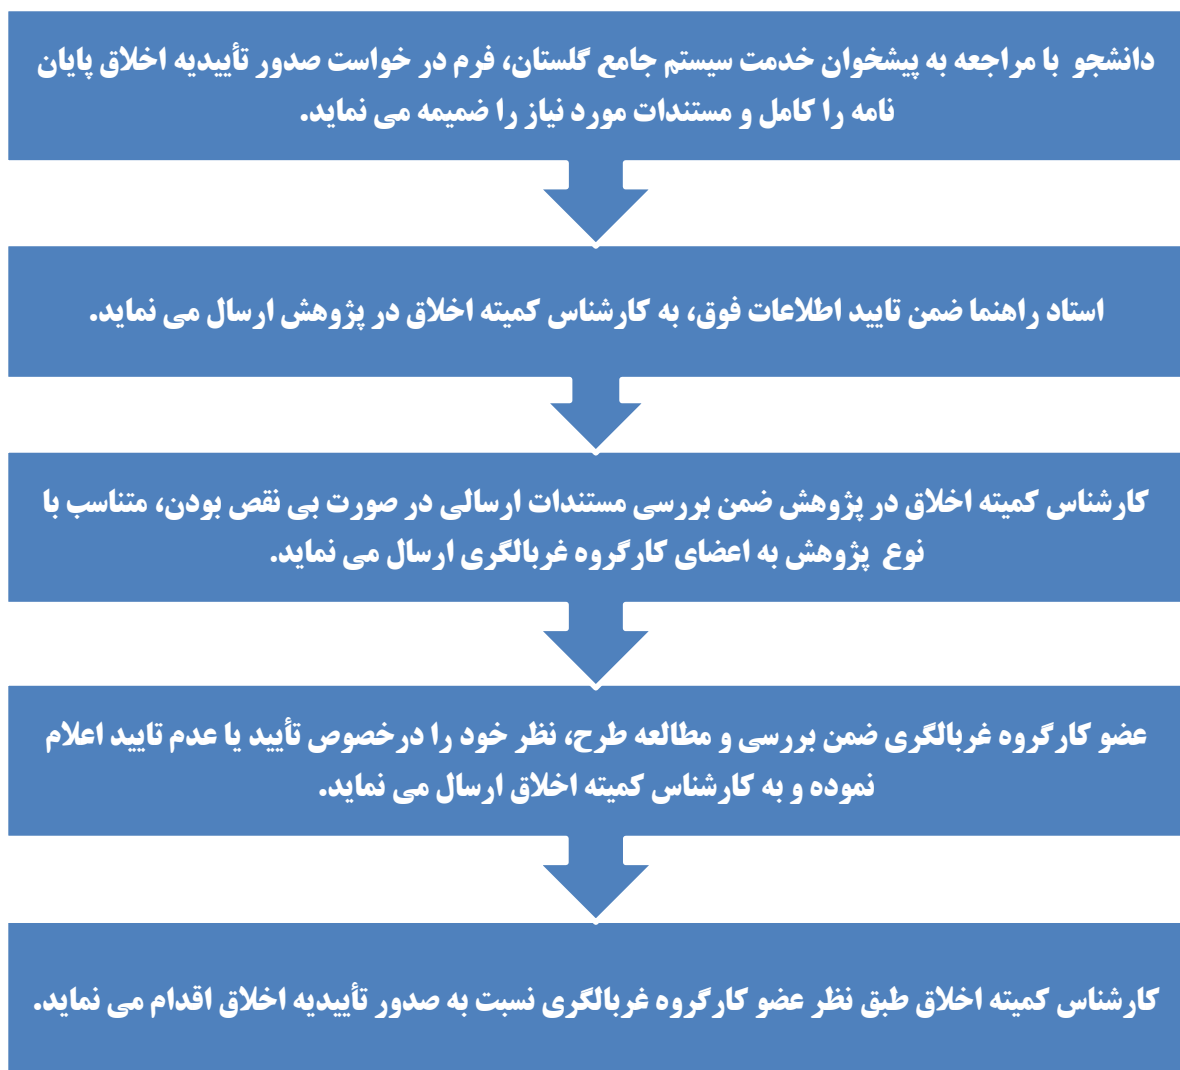 دانشجو با مراجعه به پیشخوان خدمت سیستم جامع گلستان، فرم در خواست صدور تأییدیه اخلاق پایان
نامه را کامل و مستندات مورد نیاز را ضمیمه می نماید.
استاد راهنما ضمن تایید اطلاعات فوق، به کارشناس کمیته اخلاق در پژوهش ارسال می نماید.
کارشناس کمیته اخلاق در پژوهش ضمن بررسی مستندات ارسالی در صورت بی نقص بودن، متناسب با
نوع پژوهش به اعضای کارگروه غربالگری ارسال می نماید.
عضو کارگروه غربالگری ضمن بررسی و مطالعه طرح، نظر خود را درخصوص تأیید یا عدم تایید اعلام
نموده و به کارشناس کمیته اخلاق ارسال می نماید.
کارشناس کمیته اخلاق طبق نظر عضو کارگروه غربالگری نسبت به صدور تأییدیه اخلاق اقدام می نماید.